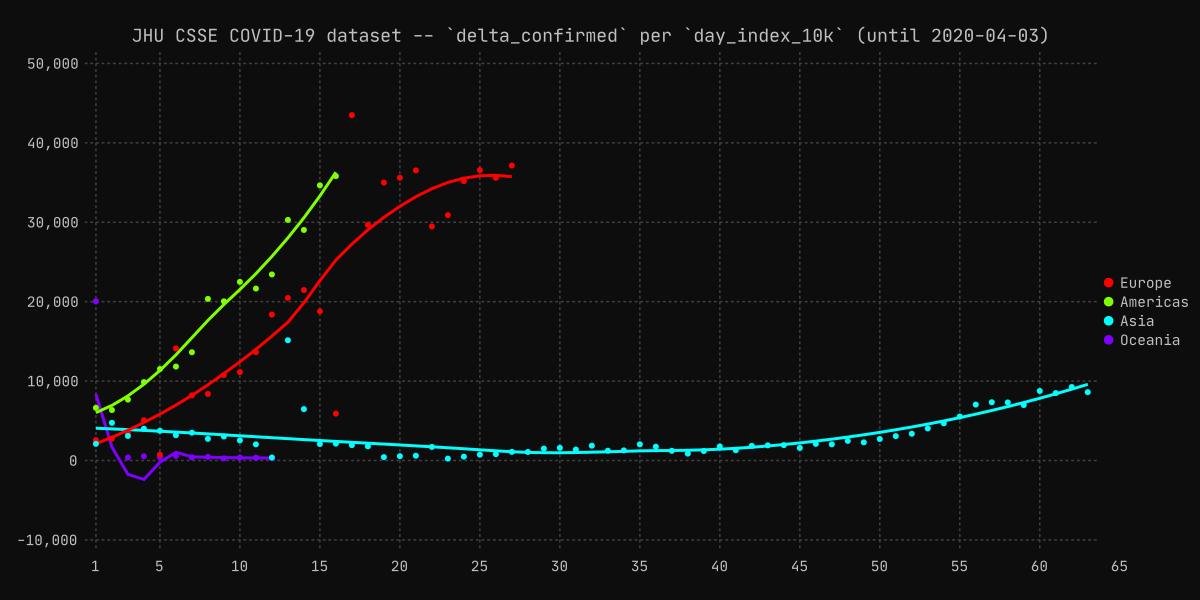 JHU CSSE COVID-19 dataset -- `delta_confirmed` per `day_index_10k` (until 2020-04-03)
50,000
40,000
30,000
20,000
10,000
0
-10,000
1 5 10 15 20 25 30 35 40 45 50 55 60 65
Europe
Americas
Asia
Oceania